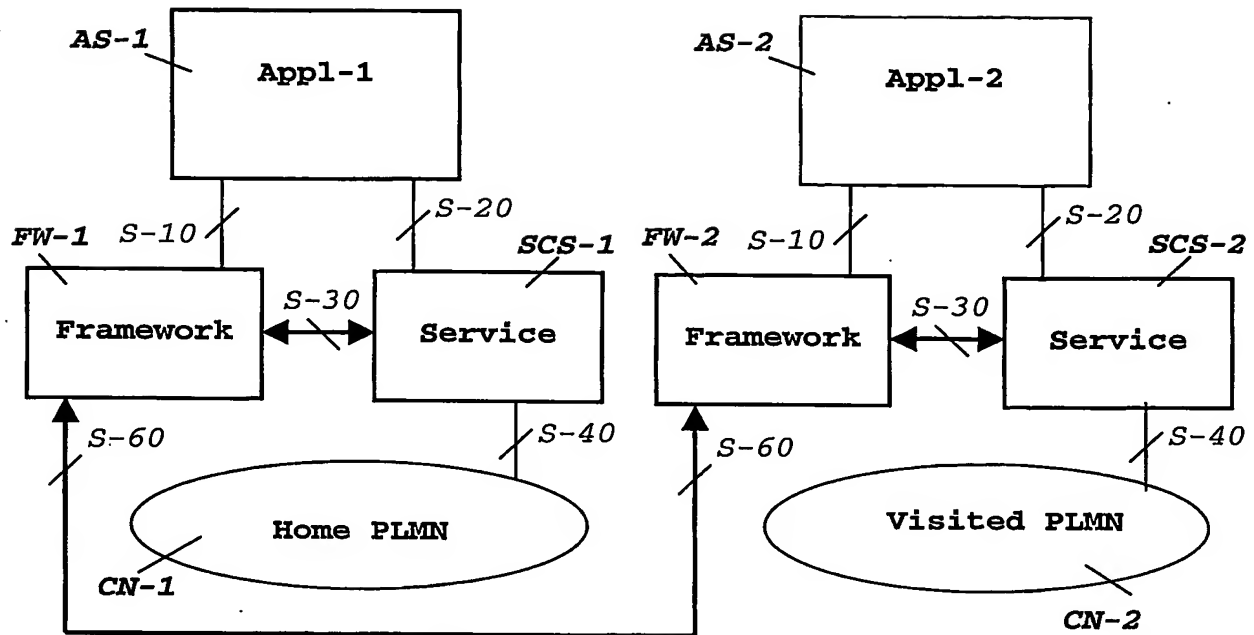 AS-1
Appl-1
AS-2
Appl-2
S-10
S-20
S-10
S-20
FW-1
SCS-1
FW-2
SCS-2
Framework
S-30
Service
Framework
S-30
Service
S-60
S-40
S-60
S-40
Home PLMN
Visited PLMN
CN-1
CN-2